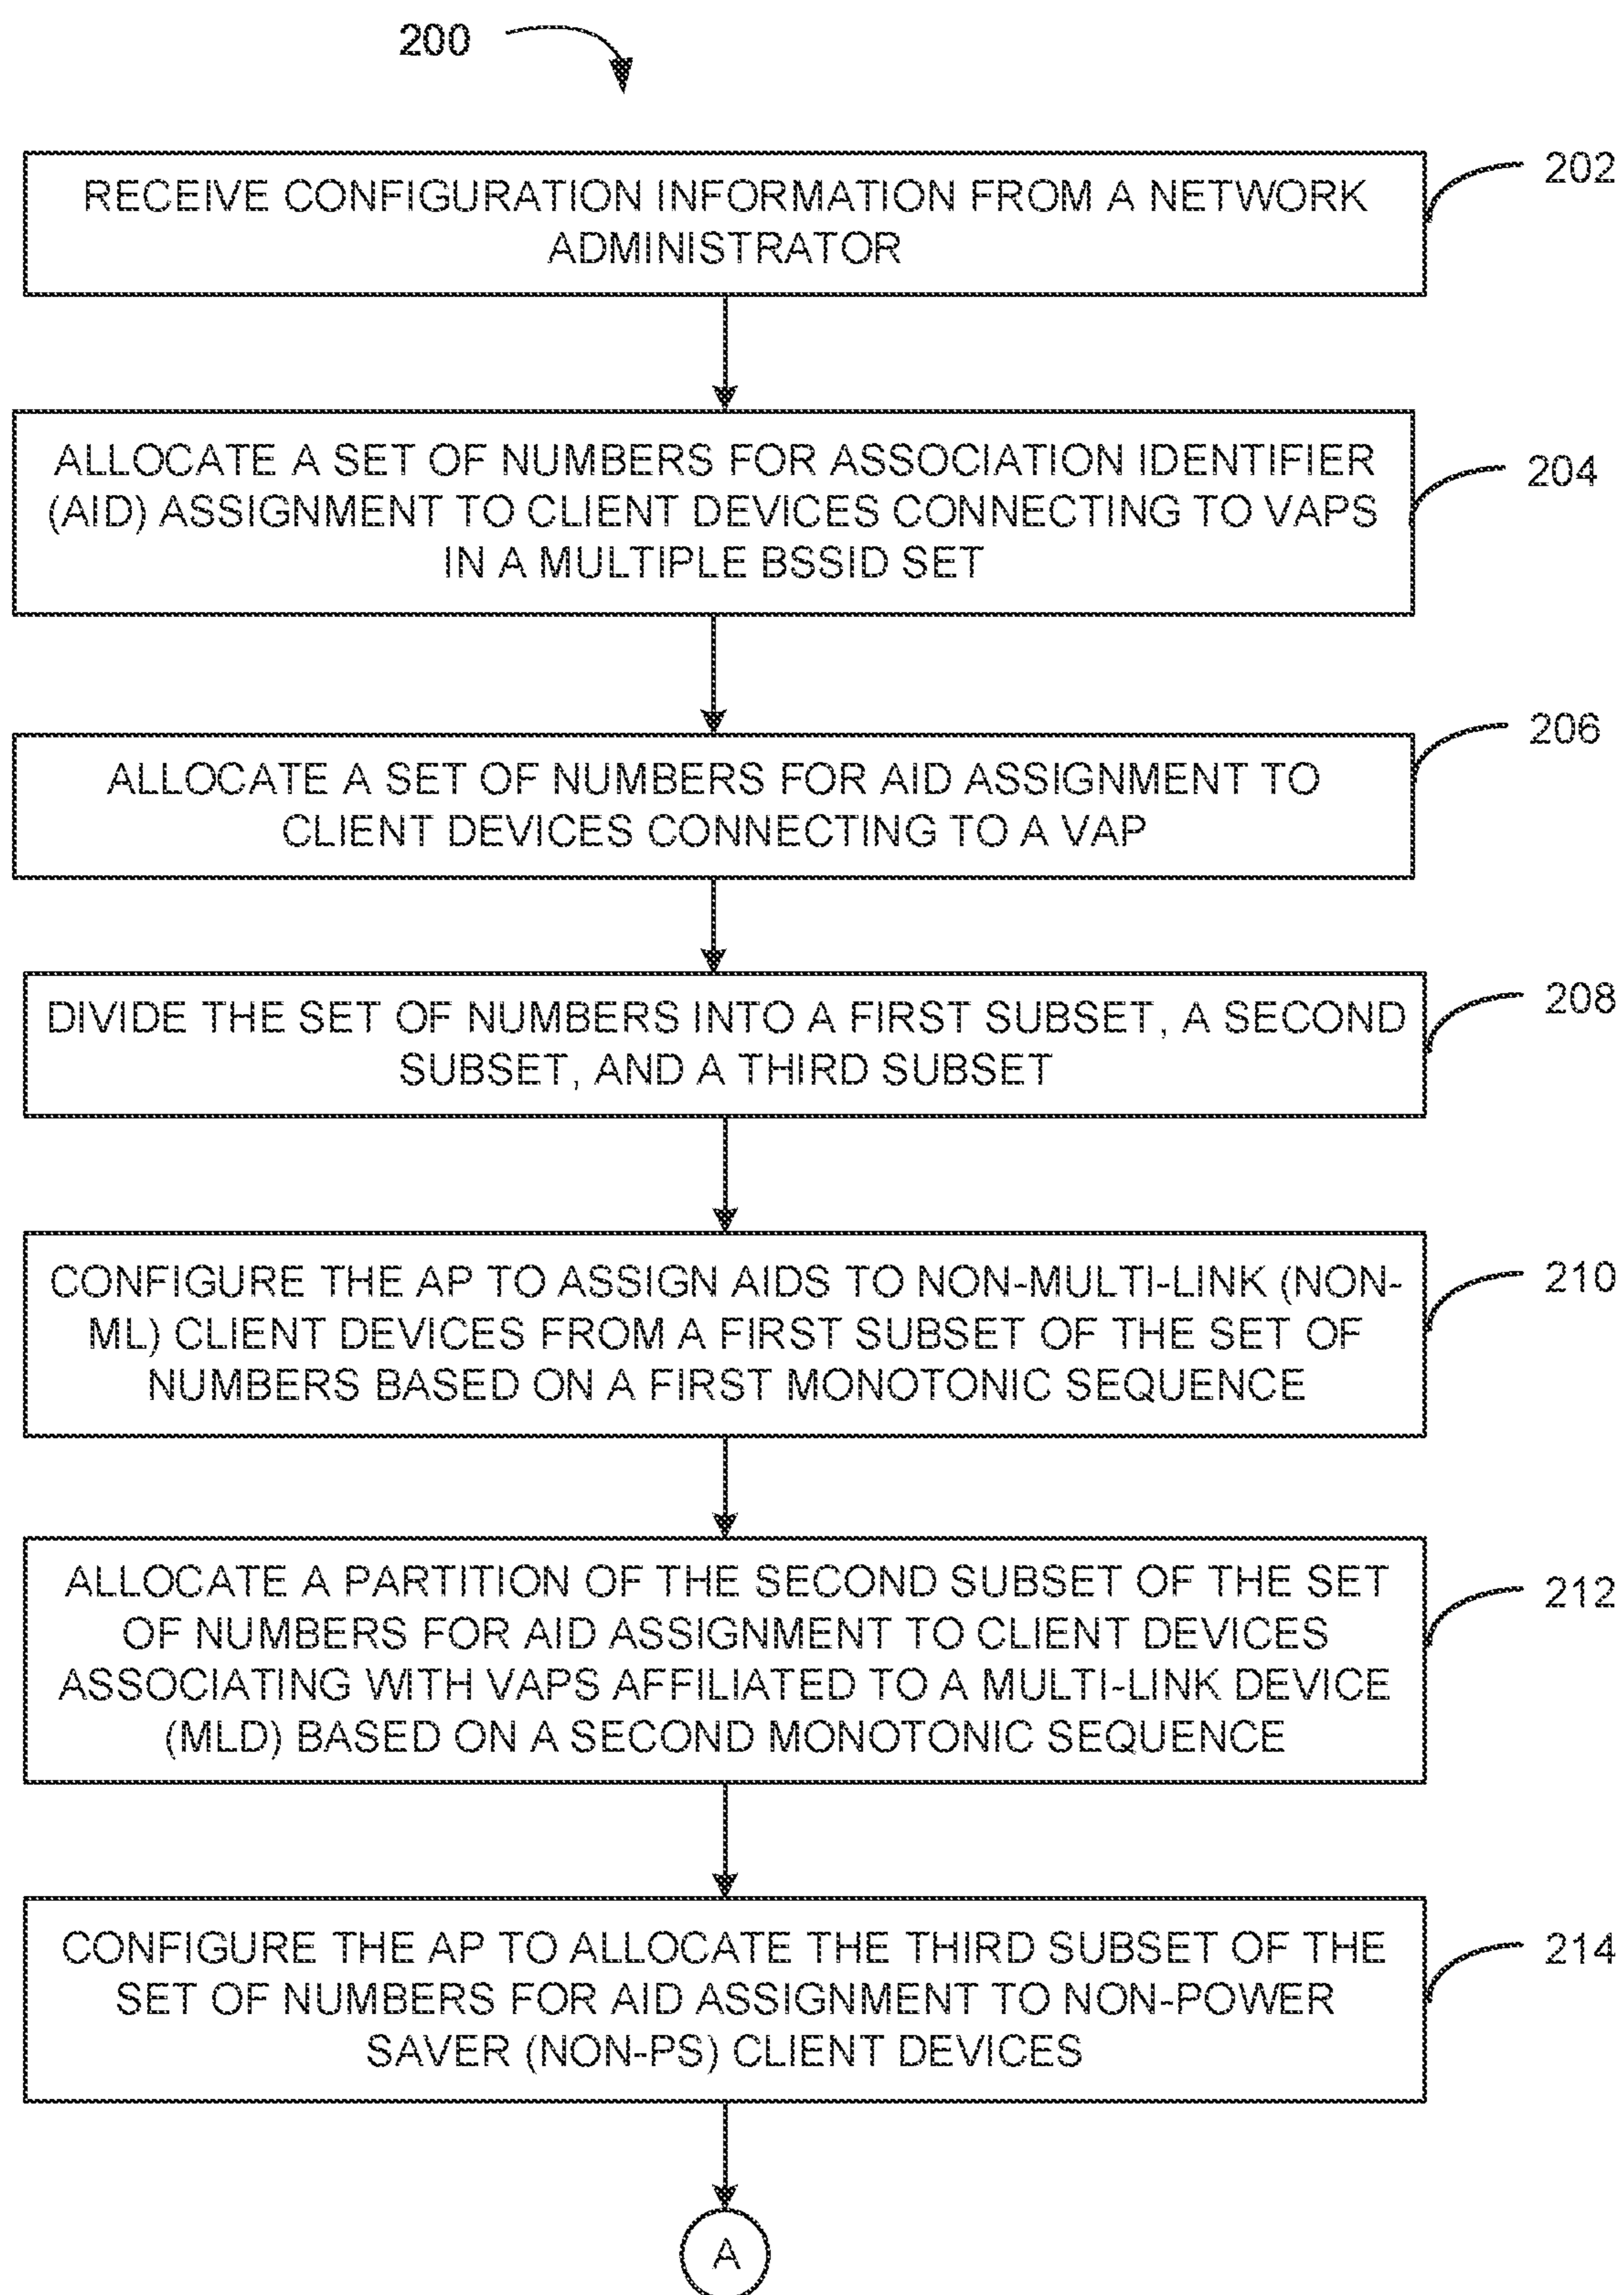 200
RECEIVE CONFIGURATION INFORMATION FROM A NETWORK
ADMINISTRATOR
202
ALLOCATE A SET OF NUMBERS FOR ASSOCIATION IDENTIFIER
(AID) ASSIGNMENT TO CLIENT DEVICES CONNECTING TO VAPS
IN A MULTIPLE BSSID SET
204
ALLOCATE A SET OF NUMBERS FOR AID ASSIGNMENT TO
CLIENT DEVICES CONNECTING TO A VAP
206
DIVIDE THE SET OF NUMBERS INTO A FIRST SUBSET, A SECOND
SUBSET, AND A THIRD SUBSET
208
CONFIGURE THE AP TO ASSIGN AIDS TO NON-MULTI-LINK (NON-
ML) CLIENT DEVICES FROM A FIRST SUBSET OF THE SET OF
NUMBERS BASED ON A FIRST MONOTONIC SEQUENCE
210
ALLOCATE A PARTITION OF THE SECOND SUBSET OF THE SET
OF NUMBERS FOR AID ASSIGNMENT TO CLIENT DEVICES
ASSOCIATING WITH VAPS AFFILIATED TO A MULTI-LINK DEVICE
(MLD) BASED ON A SECOND MONOTONIC SEQUENCE
212
CONFIGURE THE AP TO ALLOCATE THE THIRD SUBSET OF THE
SET OF NUMBERS FOR AID ASSIGNMENT TO NON-POWER
SAVER (NON-PS) CLIENT DEVICES
214
A